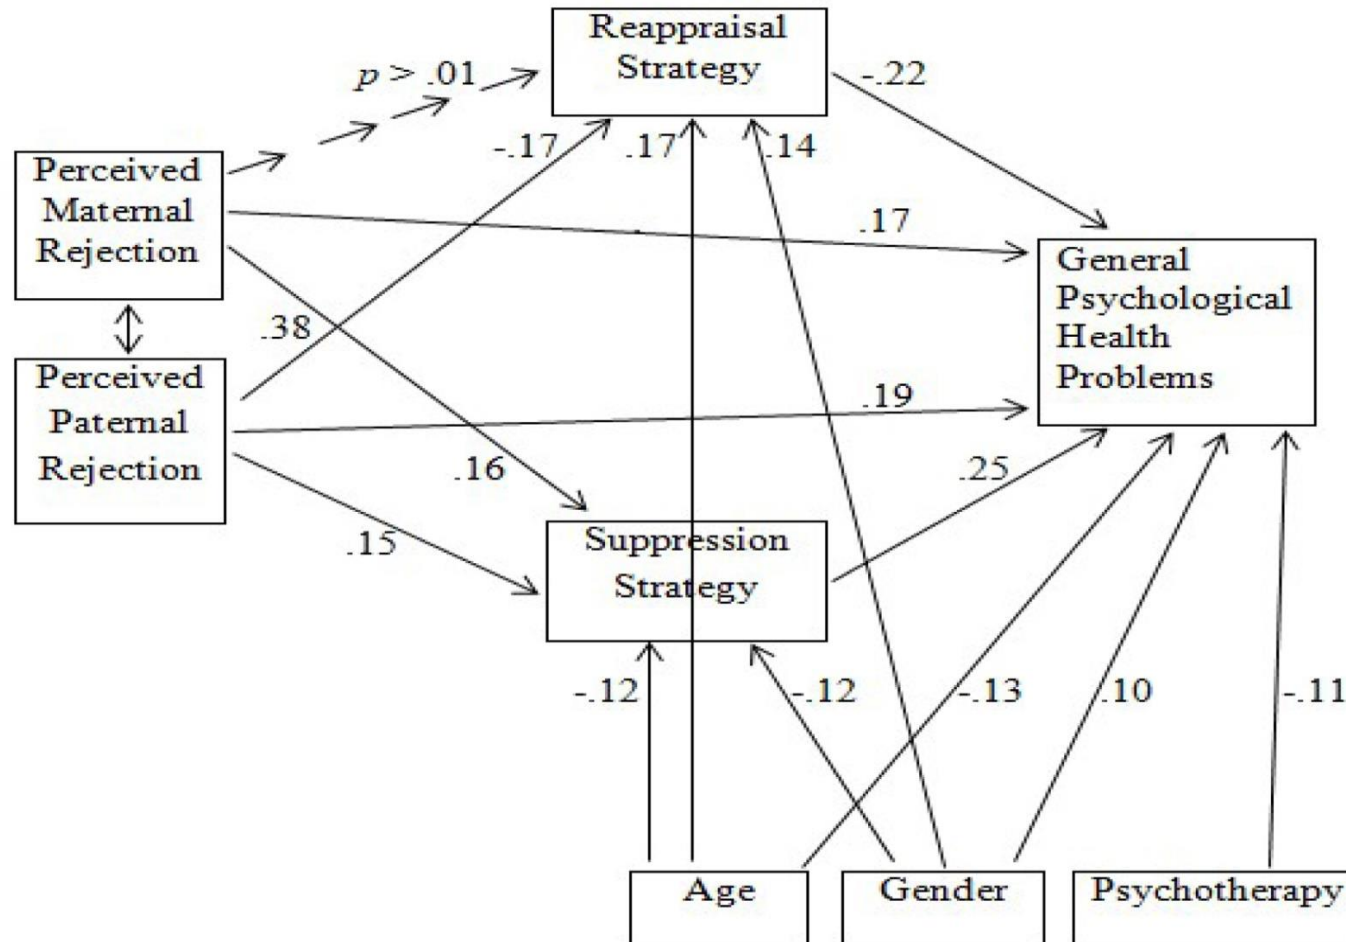 Reappraisal
Strategy
p > .01
-.22
-.17
.17
.14
Perceived
Maternal
Rejection
.17
General
Psychological
Health
Problems
.38
Perceived
Paternal
Rejection
.19
.16
.25
.15
Suppression
Strategy
-.12
-.12
-.13
.10
-.11
Age
Gender
Psychotherapy